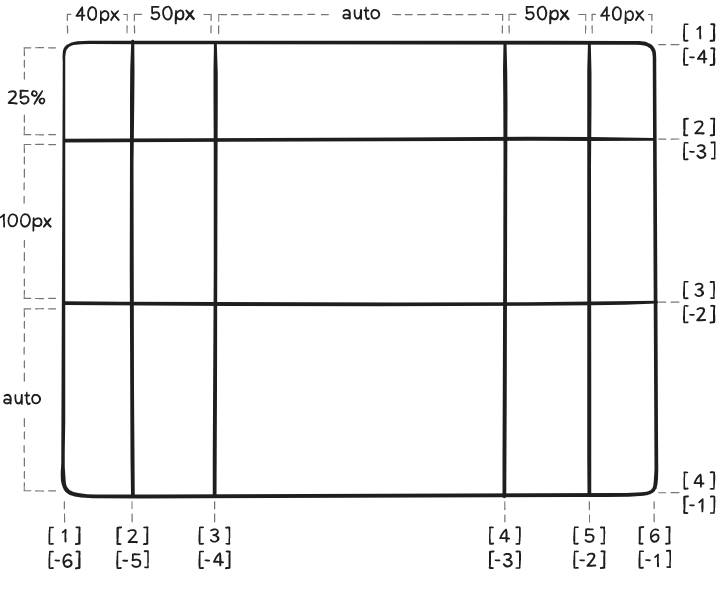 40px 50px auto 50px 40px
[ 1 ]
[-4]
25%
[ 2 ]
[-3]
100px
[ 3 ]
[-2]
auto
[ 4 ]
[-1]
[ 1 ] [ 2 ] [ 3 ] [ 4 ] [ 5 ] [ 6 ]
[-6] [-5] [-4] [-3] [-2] [-1]